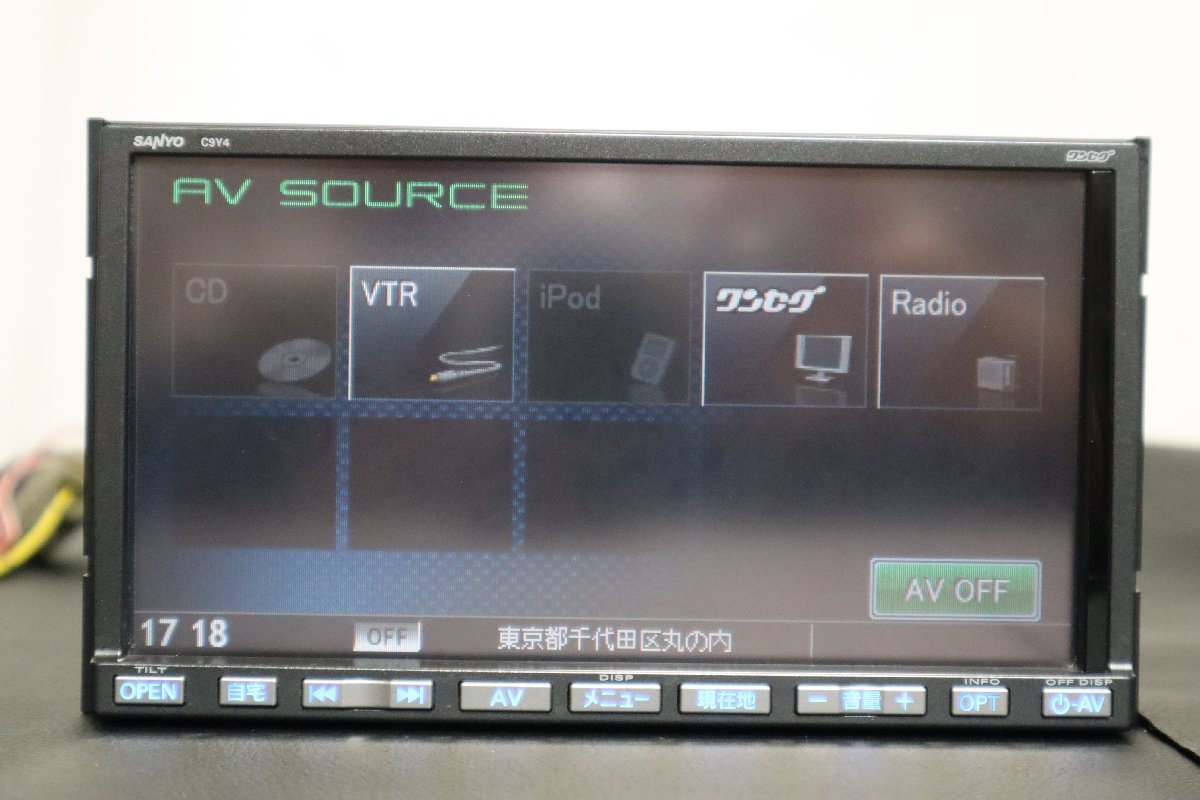 SANYO C9Y4 ワンセグ
AV SOURCE
CD VTR iPod ワンセグ Radio
AV OFF
17 18 OFF 東京都千代田区丸の内
TILT DISP INFO OFF DISP
OPEN 自宅 AV メニュー 現在地 − 音量 + OPT ⏻-AV